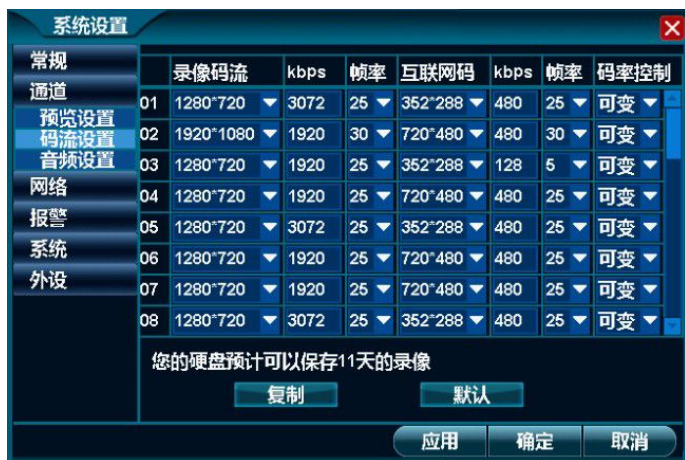 系统设置
常规
通道
预览设置
码流设置
音频设置
网络
报警
系统
外设
录像码流 kbps 帧率 互联网码 kbps 帧率 码率控制
01 1280*720 3072 25 352*288 480 25 可变
02 1920*1080 1920 30 720*480 480 30 可变
03 1280*720 1920 25 352*288 128 5 可变
04 1280*720 1920 25 720*480 480 25 可变
05 1280*720 3072 25 352*288 480 25 可变
06 1280*720 1920 25 720*480 480 25 可变
07 1280*720 1920 25 720*480 480 25 可变
08 1280*720 3072 25 352*288 480 25 可变
您的硬盘预计可以保存11天的录像
复制 默认
应用 确定 取消